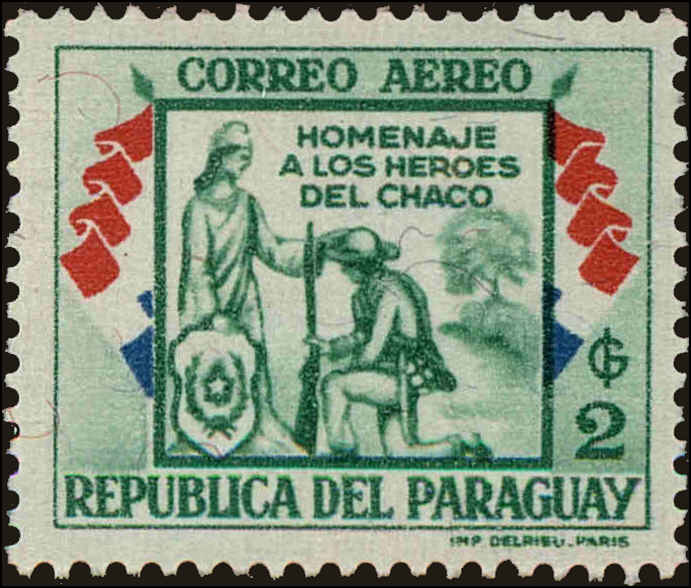 CORREO AEREO
HOMENAJE
A LOS HEROES
DEL CHACO
₲
2
REPUBLICA DEL PARAGUAY
IMP. DELRIEU-PARIS